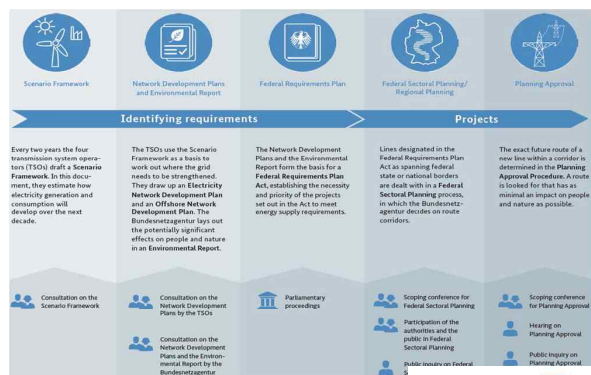 Scenario Framework
Network Development Plans
and Environmental Report
Federal Requirements Plan
Federal Sectoral Planning/
Regional Planning
Planning Approval
Identifying requirements
Projects
Every two years the four
transmission system opera-
tors (TSOs) draft a Scenario
Framework. In this docu-
ment, they estimate how
electricity generation and
consumption will
develop over the next
decade.
The TSOs use the Scenario
Framework as a basis to
work out where the grid
needs to be strengthened.
They draw up an Electricity
Network Development Plan
and an Offshore Network
Development Plan. The
Bundesnetzagentur lays out
the potentially significant
effects on people and nature
in an Environmental Report.
The Network Development
Plans and the Environmental
Report form the basis for a
Federal Requirements Plan
Act, establishing the necessity
and priority of the projects
set out in the Act to meet
energy supply requirements.
Lines designated in the
Federal Requirements Plan
Act as spanning federal
state or national borders
are dealt with in a Federal
Sectoral Planning process,
in which the Bundesnetz-
agentur decides on route
corridors.
The exact future route of a
new line within a corridor is
determined in the Planning
Approval Procedure. A route
is looked for that has as
minimal an impact on people
and nature as possible.
Consultation on the
Scenario Framework
Consultation on the
Network Development
Plans by the TSOs
Consultation on the
Network Development
Plans and the Environ-
mental Report by the
Bundesnetzagentur
Parliamentary
proceedings
Scoping conference for
Federal Sectoral Planning
Participation of the
authorities and the
public in Federal
Sectoral Planning
Public inquiry on Federal
Scoping conference
for Planning Approval
Hearing on
Planning Approval
Public inquiry on
Planning Approval